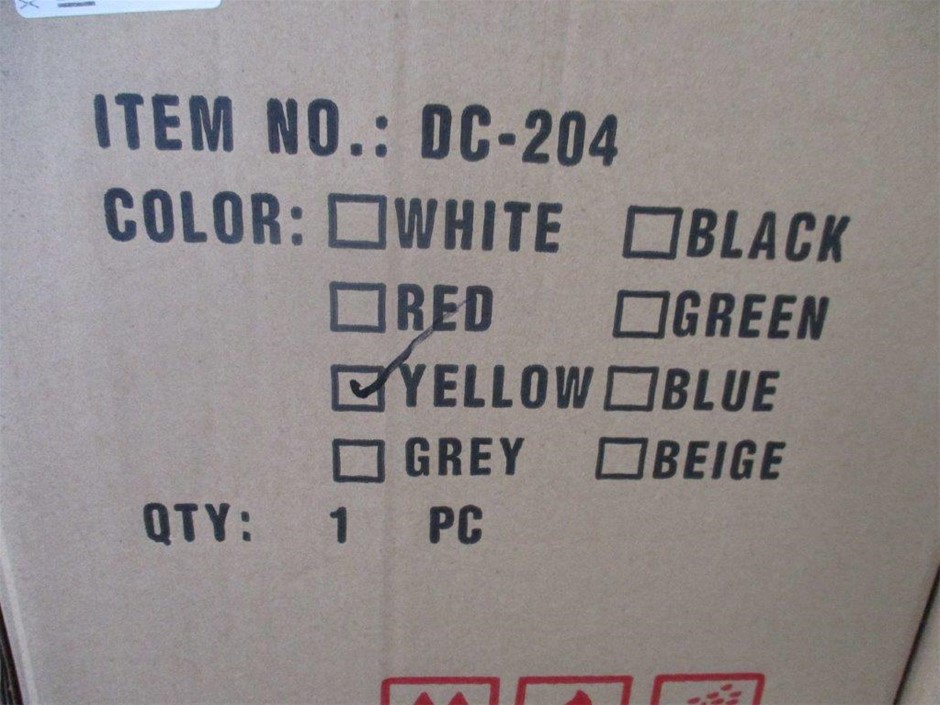 ITEM NO.: DC-204
COLOR: ☐WHITE ☐BLACK
☐RED ☐GREEN
☑YELLOW ☐BLUE
☐GREY ☐BEIGE
QTY: 1 PC